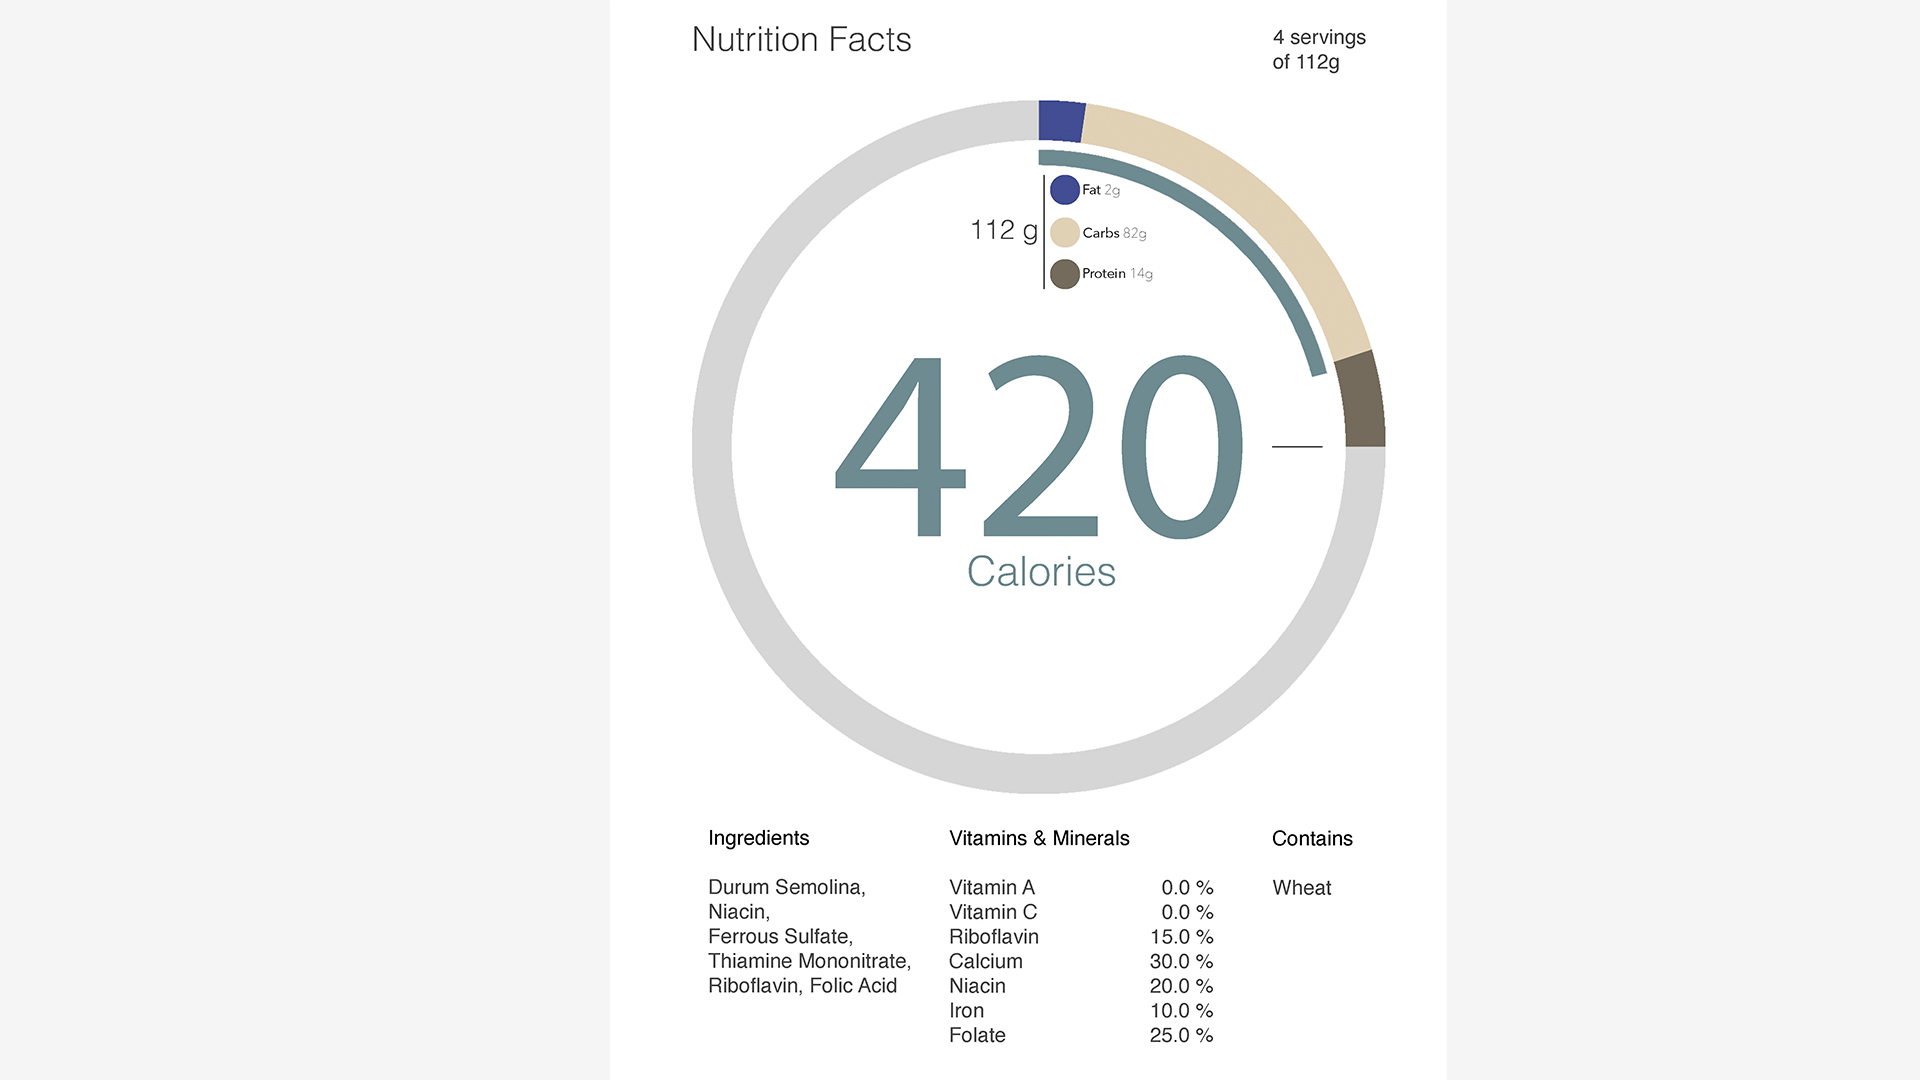 Nutrition Facts
4 servings
of 112g
Fat 2g
112 g
Carbs 82g
Protein 14g
420
Calories
Ingredients
Durum Semolina,
Niacin,
Ferrous Sulfate,
Thiamine Mononitrate,
Riboflavin, Folic Acid
Vitamins & Minerals
Vitamin A 0.0 %
Vitamin C 0.0 %
Riboflavin 15.0 %
Calcium 30.0 %
Niacin 20.0 %
Iron 10.0 %
Folate 25.0 %
Contains
Wheat